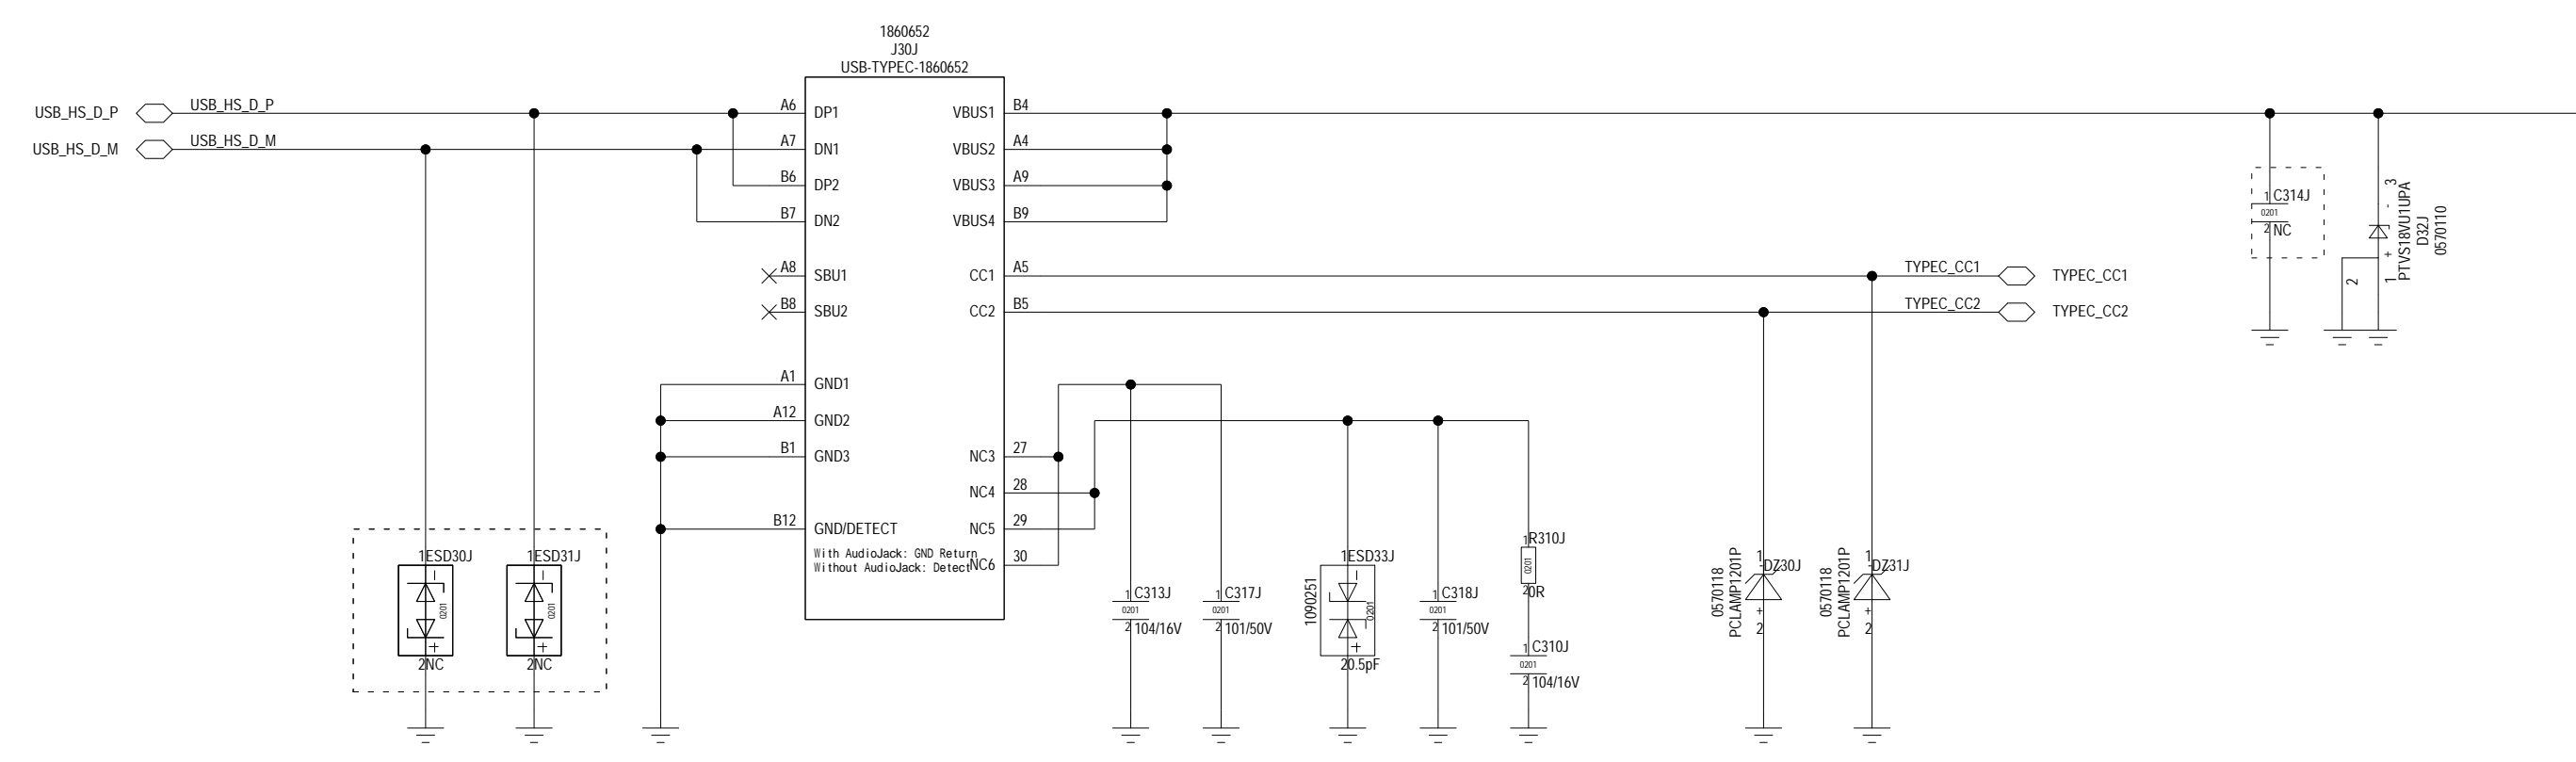 1860652
J30J
USB-TYPEC-1860652
USB_HS_D_P
USB_HS_D_P
A6
DP1
VBUS1
B4
USB_HS_D_M
USB_HS_D_M
A7
DN1
VBUS2
A4
B6
DP2
VBUS3
A9
B7
DN2
VBUS4
B9
A8
SBU1
CC1
A5
TYPEC_CC1
TYPEC_CC1
B8
SBU2
CC2
B5
TYPEC_CC2
TYPEC_CC2
A1
GND1
A12
GND2
B1
GND3
NC3
27
NC4
28
B12
GND/DETECT
NC5
29
With AudioJack: GND Return
Without AudioJack: Detect
NC6
30
1
C314J
0201
2
NC
3
-
+
1
2
PTVS18VU1UPA
D32J
0570110
1ESD30J
-
0201
+
2NC
1ESD31J
-
0201
+
2NC
1
C313J
0201
2
104/16V
1
C317J
0201
2
101/50V
1ESD33J
1090251
-
0201
+
20.5pF
1
C318J
0201
2
101/50V
1
R310J
0201
2
0R
1
C310J
0201
2
104/16V
0570118
PCLAMP1201P
1
-
DZ30J
+
2
0570118
PCLAMP1201P
1
-
DZ31J
+
2